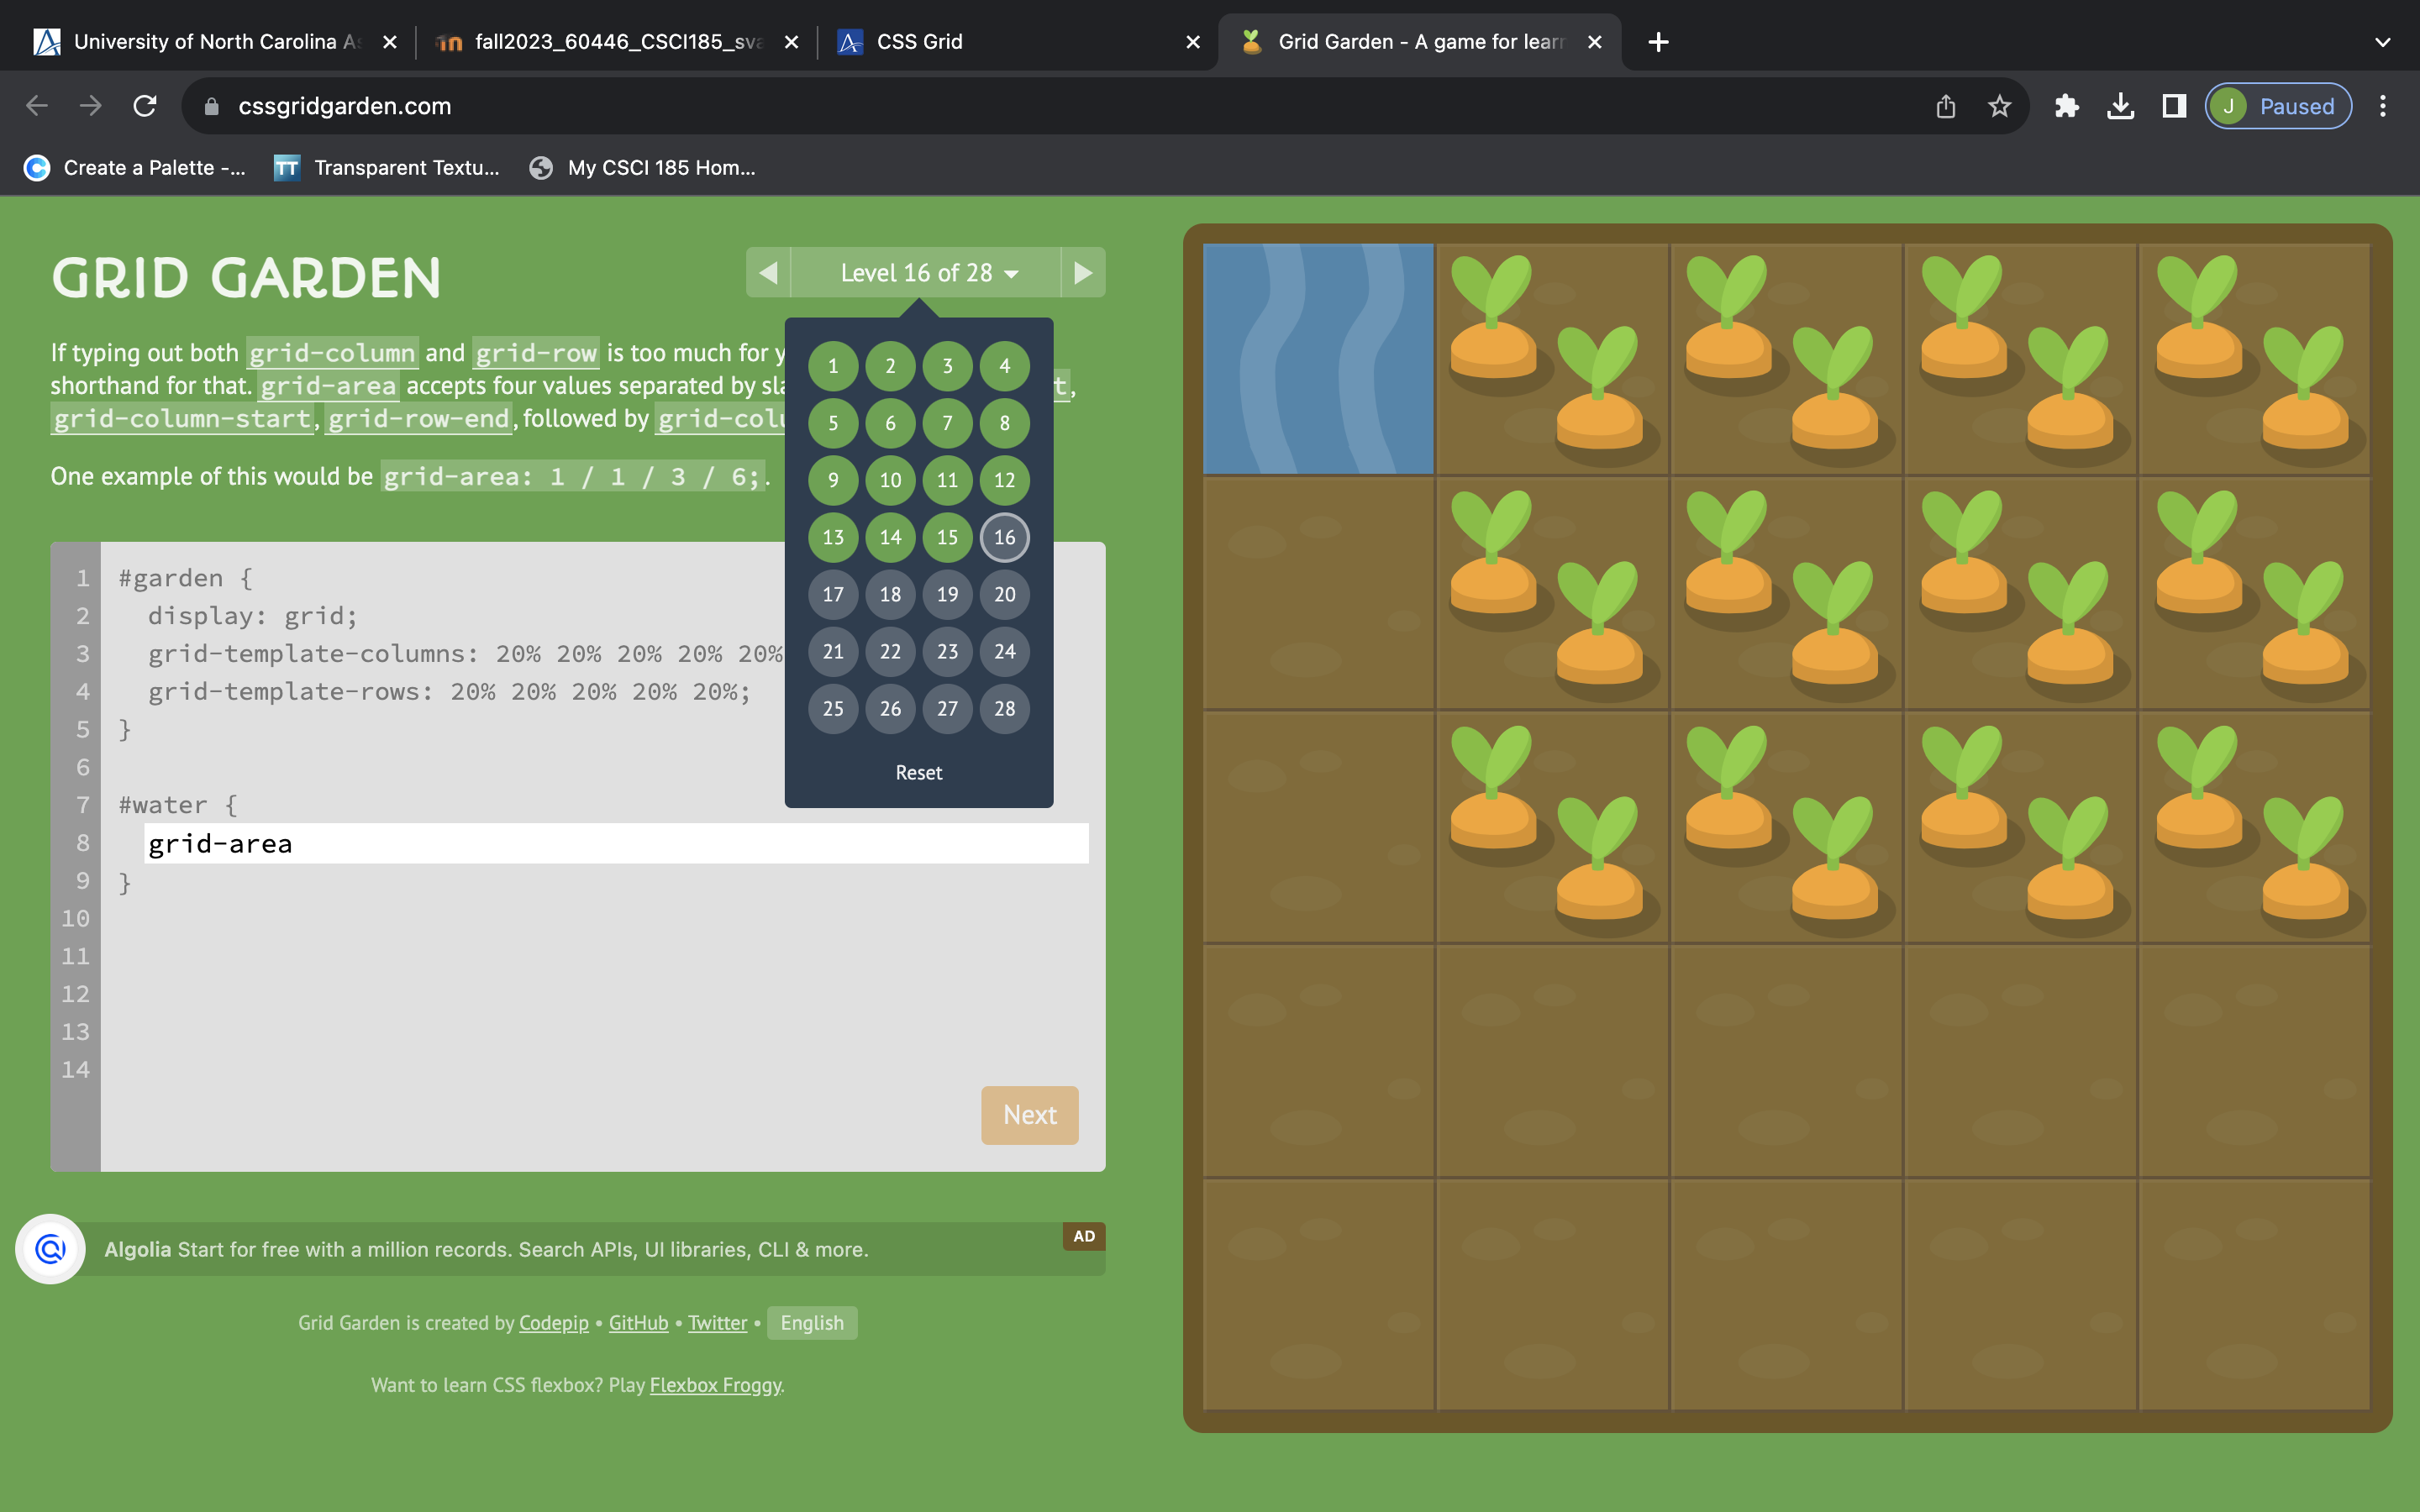 University of North Carolina As
fall2023_60446_CSCI185_sva
CSS Grid
Grid Garden - A game for learn
cssgridgarden.com
J Paused
Create a Palette -...
TT Transparent Textu...
My CSCI 185 Hom...
GRID GARDEN
Level 16 of 28
If typing out both grid-column and grid-row is too much for y
shorthand for that. grid-area accepts four values separated by sla t,
grid-column-start, grid-row-end, followed by grid-colu
One example of this would be grid-area: 1 / 1 / 3 / 6;.
1 2 3 4
5 6 7 8
9 10 11 12
13 14 15 16
17 18 19 20
21 22 23 24
25 26 27 28
Reset
1 #garden {
2 display: grid;
3 grid-template-columns: 20% 20% 20% 20% 20%
4 grid-template-rows: 20% 20% 20% 20% 20%;
5 }
6
7 #water {
8 grid-area
9 }
10
11
12
13
14
Next
AD
Algolia Start for free with a million records. Search APIs, UI libraries, CLI & more.
Grid Garden is created by Codepip • GitHub • Twitter • English
Want to learn CSS flexbox? Play Flexbox Froggy.